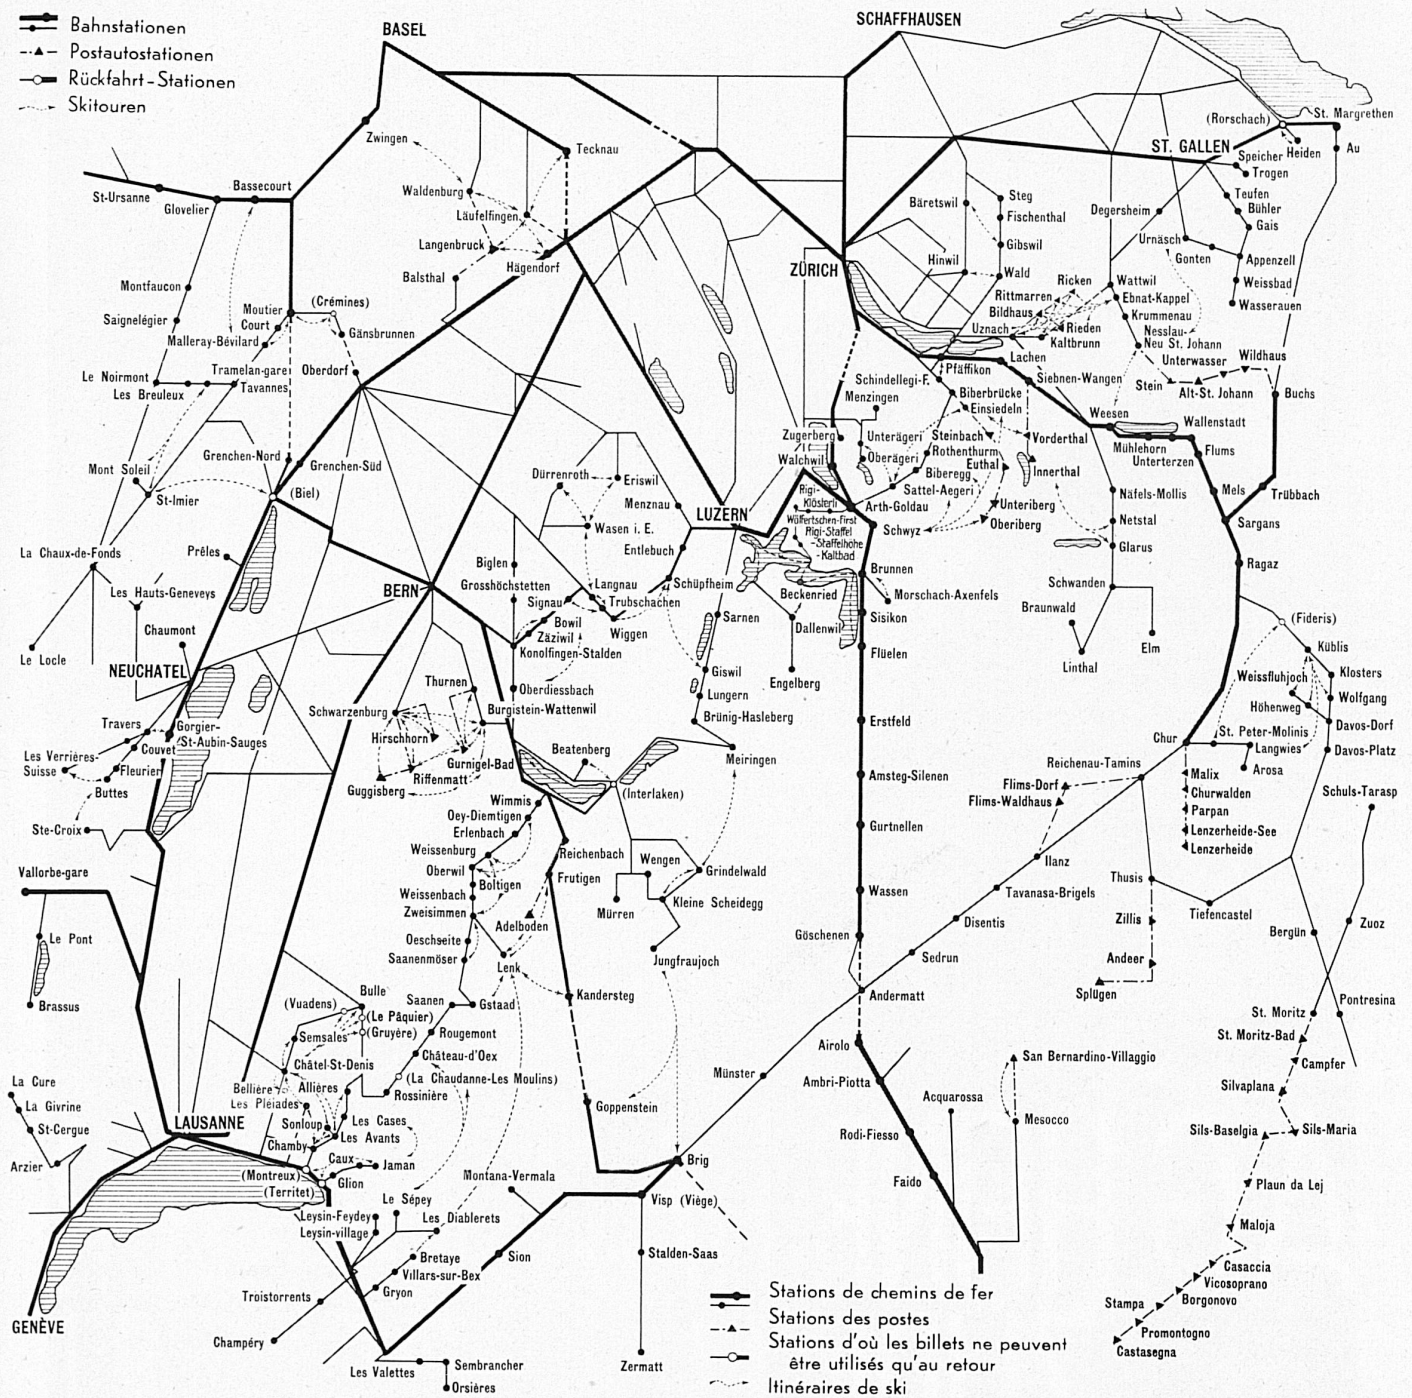 Bahnstationen
Postautostationen
Rückfahrt-Stationen
Skitouren
BASEL
SCHAFFHAUSEN
St. Margrethen
(Rorschach)
Heiden
Au
ST. GALLEN
Speicher
Trogen
Teufen
Bühler
Gais
Degersheim
Urnäsch
Gonten
Appenzell
Weissbad
Wasserauen
Zwingen
Tecknau
Waldenburg
Läufelfingen
Langenbruck
Hägendorf
Balsthal
St-Ursanne
Glovelier
Bassecourt
Montfaucon
Saignelégier
Moutier
(Crémines)
Court
Malleray-Bévilard
Gänsbrunnen
Oberdorf
Tramelan-gare
Tavannes
Le Noirmont
Les Breuleux
Grenchen-Nord
Grenchen-Süd
Mont Soleil
St-Imier
(Biel)
Bäretswil
Steg
Fischenthal
Gibswil
Hinwil
Wald
ZÜRICH
Ricken
Rittmarren
Bildhaus
Uznach
Rieden
Kaltbrunn
Wattwil
Ebnat-Kappel
Krummenau
Nesslau-
Neu St. Johann
Unterwasser
Wildhaus
Stein
Alt-St. Johann
Buchs
Lachen
Pfäffikon
Siebnen-Wangen
Schindellegi-F.
Menzingen
Biberbrücke
Einsiedeln
Weesen
Wallenstadt
Mühlehorn
Unterterzen
Flums
Zugerberg
Walchwil
Unterägeri
Oberägeri
Steinbach
Rothenthurm
Euthal
Biberegg
Sattel-Aegeri
Vorderthal
Innerthal
Unteriberg
Oberiberg
Mels
Trübbach
Sargans
Ragaz
Näfels-Mollis
Netstal
Glarus
Schwanden
Braunwald
Linthal
Elm
Rigi-
Klösterli
Wölfertschen-First
Rigi-Staffel
-Staffelhöhe
-Kaltbad
Arth-Goldau
Schwyz
Brunnen
Morschach-Axenfels
Sisikon
Flüelen
Erstfeld
Amsteg-Silenen
Gurtnellen
Wassen
Göschenen
Andermatt
Airolo
Ambri-Piotta
Rodi-Fiesso
Faido
Acquarossa
LUZERN
Beckenried
Dallenwil
Engelberg
Sarnen
Giswil
Lungern
Brünig-Hasleberg
Meiringen
Dürrenroth
Eriswil
Menznau
Wasen i. E.
Entlebuch
Schüpfheim
Biglen
Grosshöchstetten
Langnau
Signau
Trubschachen
Bowil
Wiggen
Zäziwil
Konolfingen-Stalden
Oberdiessbach
BERN
La Chaux-de-Fonds
Prêles
Les Hauts-Geneveys
Chaumont
Le Locle
NEUCHATEL
Travers
Gorgier-
St-Aubin-Sauges
Couvet
Les Verrières-
Suisse
Fleurier
Buttes
Ste-Croix
Vallorbe-gare
Le Pont
Brassus
Thurnen
Schwarzenburg
Burgistein-Wattenwil
Hirschhorn
Gurnigel-Bad
Riffenmatt
Guggisberg
Beatenberg
(Interlaken)
Wimmis
Oey-Diemtigen
Erlenbach
Weissenburg
Oberwil
Boltigen
Weissenbach
Zweisimmen
Oeschseite
Saanenmöser
Lenk
Saanen
Gstaad
Reichenbach
Frutigen
Adelboden
Kandersteg
Goppenstein
Wengen
Grindelwald
Mürren
Kleine Scheidegg
Jungfraujoch
Bulle
(Vuadens)
(Le Pâquier)
(Gruyère)
Semsales
Châtel-St-Denis
Rougemont
Château-d'Oex
(La Chaudanne-Les Moulins)
Rossinière
Bellière
Allières
Les Pléiades
Sonloup
Les Cases
Les Avants
Chamby
Caux
Jaman
(Montreux)
Glion
(Territet)
LAUSANNE
La Cure
La Givrine
St-Cergue
Arzier
GENÈVE
Leysin-Feydey
Leysin-village
Le Sépey
Les Diablerets
Bretaye
Villars-sur-Bex
Gryon
Troistorrents
Champéry
Les Valettes
Sembrancher
Orsières
Montana-Vermala
Sion
Brig
Visp (Viège)
Stalden-Saas
Zermatt
Münster
Sedrun
Disentis
Tavanasa-Brigels
Ilanz
Flims-Dorf
Flims-Waldhaus
Reichenau-Tamins
Chur
(Fideris)
Küblis
Klosters
Wolfgang
Weissfluhjoch
Höhenweg
Davos-Dorf
Davos-Platz
St. Peter-Molinis
Langwies
Arosa
Malix
Churwalden
Parpan
Lenzerheide-See
Lenzerheide
Schuls-Tarasp
Thusis
Tiefencastel
Zillis
Andeer
Splügen
Bergün
Zuoz
Pontresina
St. Moritz
St. Moritz-Bad
Campfer
Silvaplana
Sils-Baselgia
Sils-Maria
Plaun da Lej
Maloja
Casaccia
Vicosoprano
Borgonovo
Stampa
Promontogno
Castasegna
San Bernardino-Villaggio
Mesocco
Stations de chemins de fer
Stations des postes
Stations d'où les billets ne peuvent
être utilisés qu'au retour
Itinéraires de ski